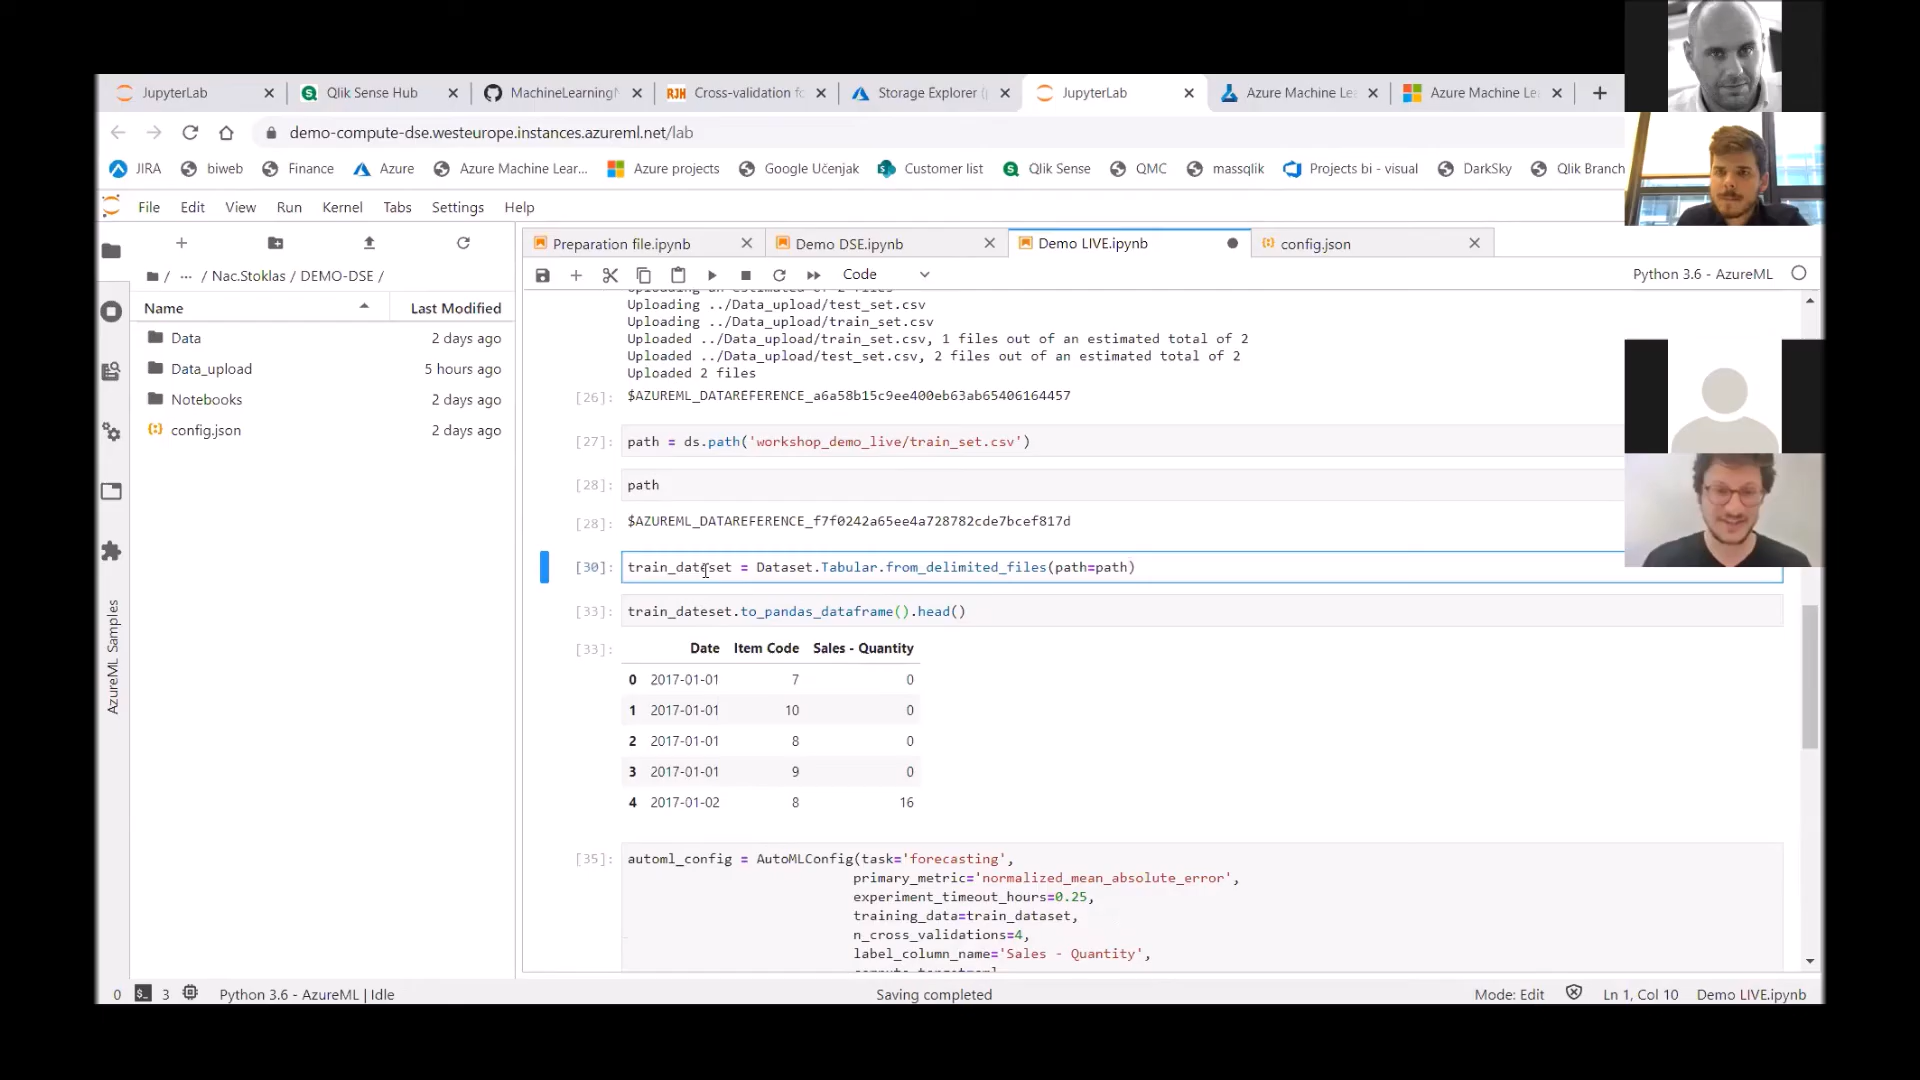 JupyterLab
Qlik Sense Hub
MachineLearningN
RJH Cross-validation fo
Storage Explorer (p
JupyterLab
Azure Machine Le
Azure Machine Le
demo-compute-dse.westeurope.instances.azureml.net/lab
JIRA
biweb
Finance
Azure
Azure Machine Lear...
Azure projects
Google Učenjak
Customer list
Qlik Sense
QMC
massqlik
Projects bi - visual
DarkSky
Qlik Branch
File Edit View Run Kernel Tabs Settings Help
Preparation file.ipynb
Demo DSE.ipynb
Demo LIVE.ipynb
config.json
Code
Python 3.6 - AzureML
/ ... / Nac.Stoklas / DEMO-DSE /
Name Last Modified
Data 2 days ago
Data_upload 5 hours ago
Notebooks 2 days ago
config.json 2 days ago
AzureML Samples
Uploading ../Data_upload/test_set.csv
Uploading ../Data_upload/train_set.csv
Uploaded ../Data_upload/train_set.csv, 1 files out of an estimated total of 2
Uploaded ../Data_upload/test_set.csv, 2 files out of an estimated total of 2
Uploaded 2 files
[26]: $AZUREML_DATAREFERENCE_a6a58b15c9ee400eb63ab65406164457
[27]: path = ds.path('workshop_demo_live/train_set.csv')
[28]: path
[28]: $AZUREML_DATAREFERENCE_f7f0242a65ee4a728782cde7bcef817d
[30]: train_dateset = Dataset.Tabular.from_delimited_files(path=path)
[33]: train_dateset.to_pandas_dataframe().head()
[33]: Date Item Code Sales - Quantity
0 2017-01-01 7 0
1 2017-01-01 10 0
2 2017-01-01 8 0
3 2017-01-01 9 0
4 2017-01-02 8 16
[35]: automl_config = AutoMLConfig(task='forecasting',
primary_metric='normalized_mean_absolute_error',
experiment_timeout_hours=0.25,
training_data=train_dataset,
n_cross_validations=4,
label_column_name='Sales - Quantity',
0 3 Python 3.6 - AzureML | Idle
Saving completed
Mode: Edit
Ln 1, Col 10
Demo LIVE.ipynb